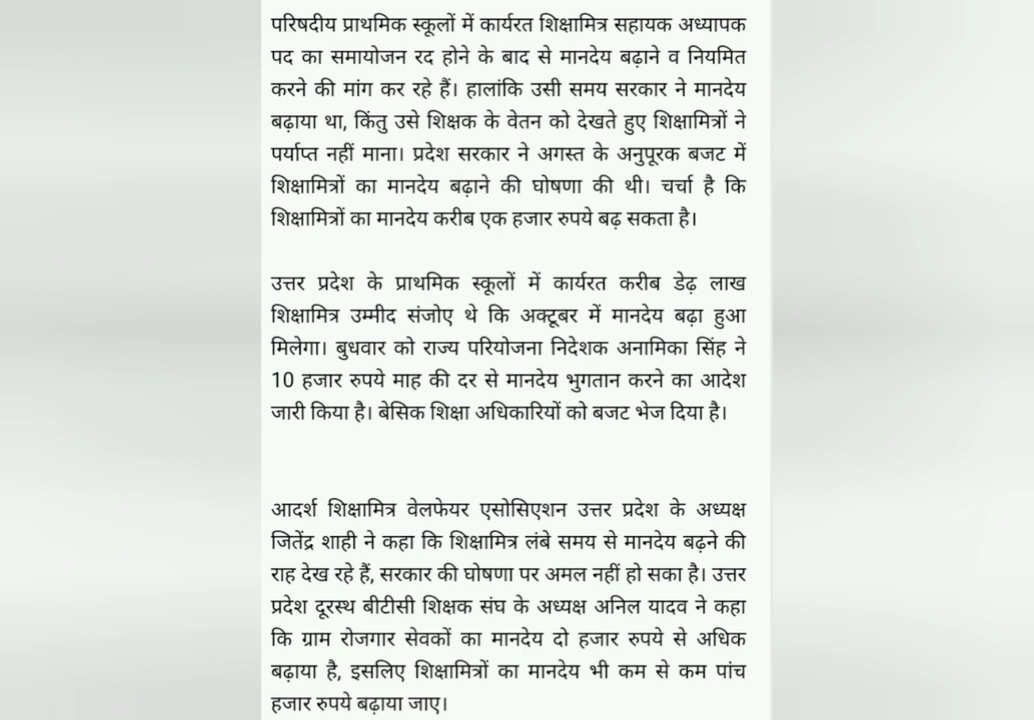 परिषदीय प्राथमिक स्कूलों में कार्यरत शिक्षामित्र सहायक अध्यापक
पद का समायोजन रद होने के बाद से मानदेय बढ़ाने व नियमित
करने की मांग कर रहे हैं। हालांकि उसी समय सरकार ने मानदेय
बढ़ाया था, किंतु उसे शिक्षक के वेतन को देखते हुए शिक्षामित्रों ने
पर्याप्त नहीं माना। प्रदेश सरकार ने अगस्त के अनुपूरक बजट में
शिक्षामित्रों का मानदेय बढ़ाने की घोषणा की थी। चर्चा है कि
शिक्षामित्रों का मानदेय करीब एक हजार रुपये बढ़ सकता है।
उत्तर प्रदेश के प्राथमिक स्कूलों में कार्यरत करीब डेढ़ लाख
शिक्षामित्र उम्मीद संजोए थे कि अक्टूबर में मानदेय बढ़ा हुआ
मिलेगा। बुधवार को राज्य परियोजना निदेशक अनामिका सिंह ने
10 हजार रुपये माह की दर से मानदेय भुगतान करने का आदेश
जारी किया है। बेसिक शिक्षा अधिकारियों को बजट भेज दिया है।
आदर्श शिक्षामित्र वेलफेयर एसोसिएशन उत्तर प्रदेश के अध्यक्ष
जितेंद्र शाही ने कहा कि शिक्षामित्र लंबे समय से मानदेय बढ़ने की
राह देख रहे हैं, सरकार की घोषणा पर अमल नहीं हो सका है। उत्तर
प्रदेश दूरस्थ बीटीसी शिक्षक संघ के अध्यक्ष अनिल यादव ने कहा
कि ग्राम रोजगार सेवकों का मानदेय दो हजार रुपये से अधिक
बढ़ाया है, इसलिए शिक्षामित्रों का मानदेय भी कम से कम पांच
हजार रुपये बढ़ाया जाए।